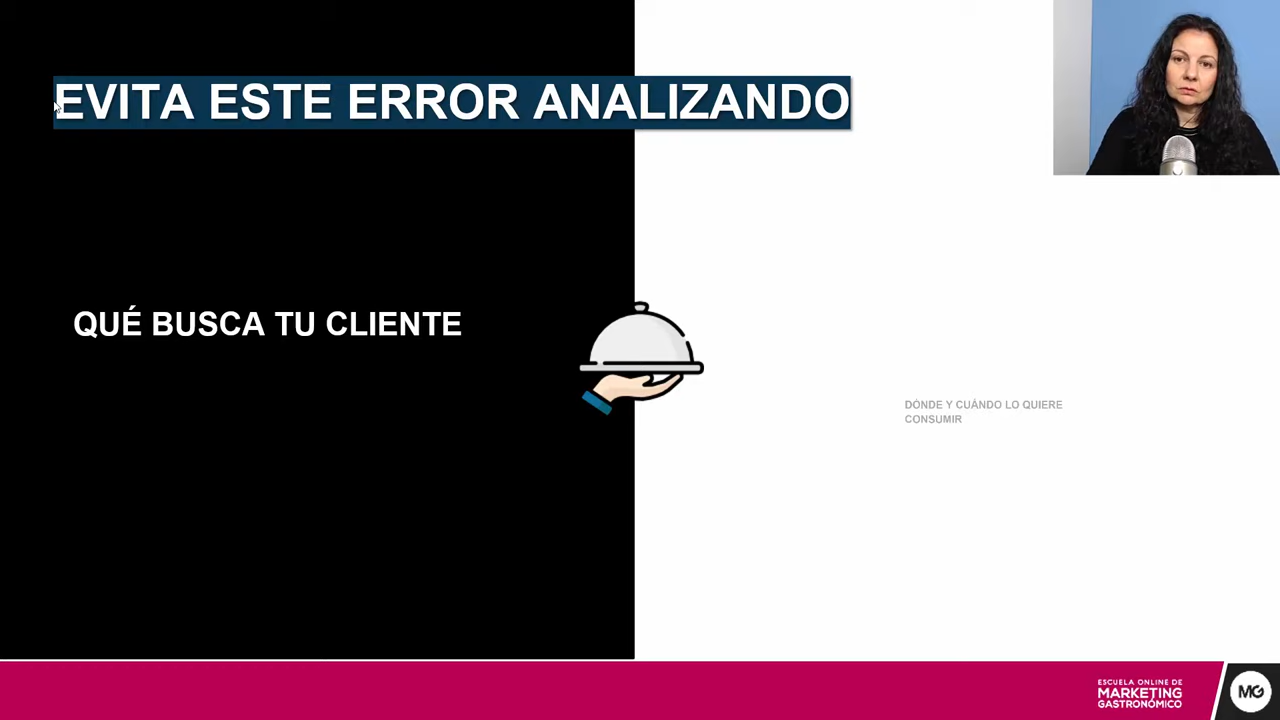 EVITA ESTE ERROR ANALIZANDO
QUÉ BUSCA TU CLIENTE
DÓNDE Y CUÁNDO LO QUIERE
CONSUMIR
ESCUELA ONLINE DE
MARKETING
GASTRONÓMICO
MG